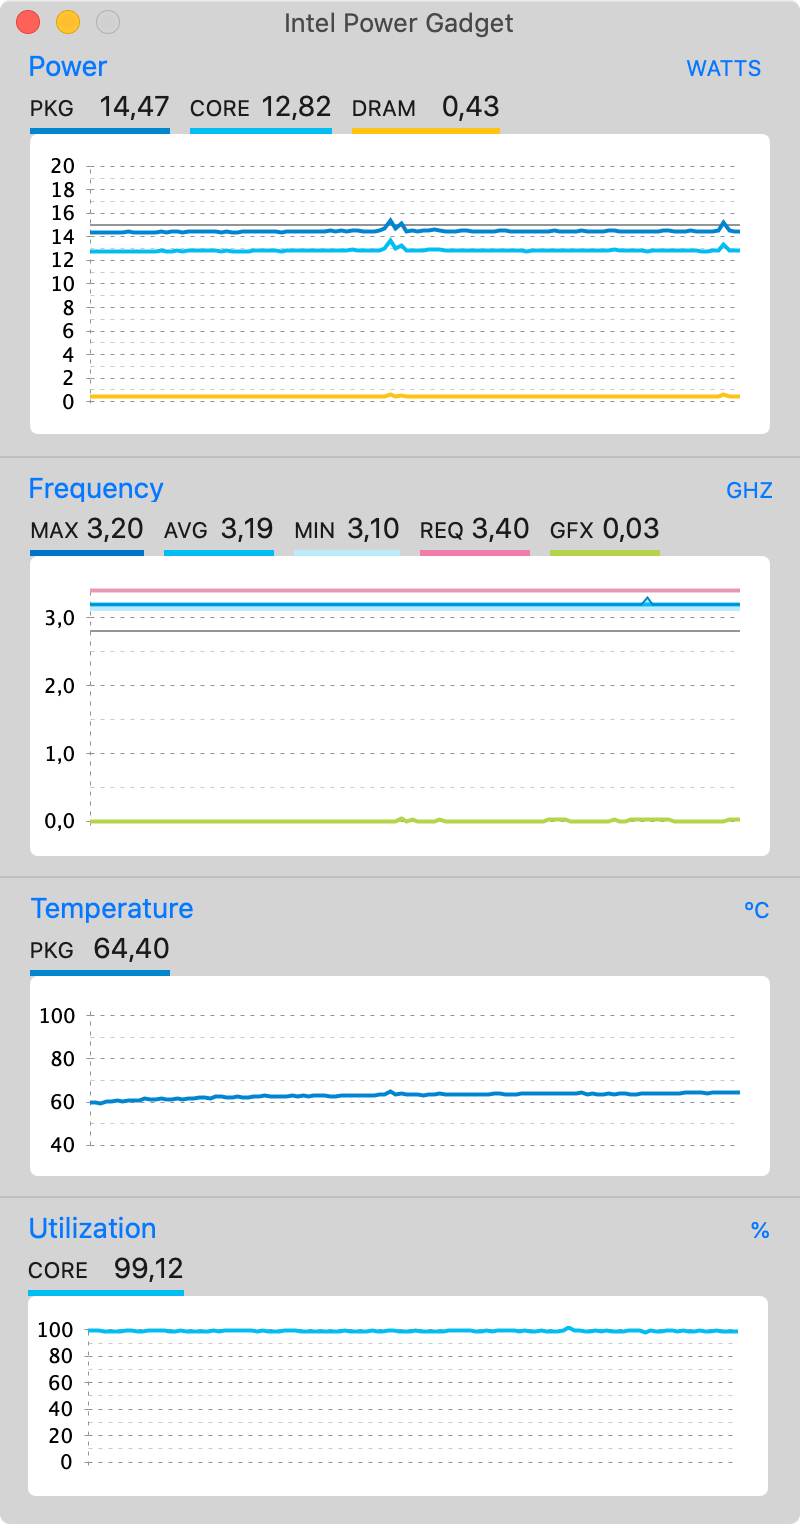 Intel Power Gadget
Power WATTS
PKG 14,47 CORE 12,82 DRAM 0,43
20
18
16
14
12
10
8
6
4
2
0
Frequency GHZ
MAX 3,20 AVG 3,19 MIN 3,10 REQ 3,40 GFX 0,03
3,0
2,0
1,0
0,0
Temperature ºC
PKG 64,40
100
80
60
40
Utilization %
CORE 99,12
100
80
60
40
20
0